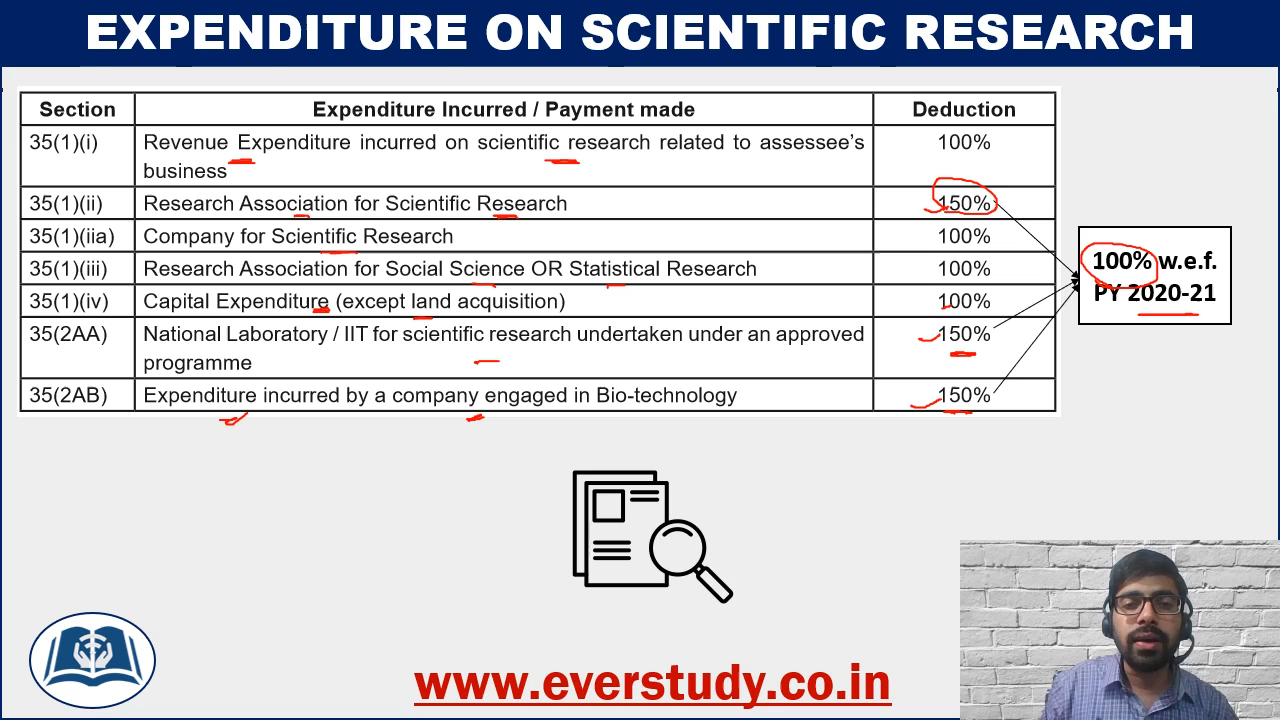 EXPENDITURE ON SCIENTIFIC RESEARCH
Section Expenditure Incurred / Payment made Deduction
35(1)(i) Revenue Expenditure incurred on scientific research related to assessee's 100%
business
35(1)(ii) Research Association for Scientific Research 150%
35(1)(iia) Company for Scientific Research 100%
35(1)(iii) Research Association for Social Science OR Statistical Research 100%
35(1)(iv) Capital Expenditure (except land acquisition) 100%
35(2AA) National Laboratory / IIT for scientific research undertaken under an approved 150%
programme
35(2AB) Expenditure incurred by a company engaged in Bio-technology 150%
100% w.e.f.
PY 2020-21
www.everstudy.co.in